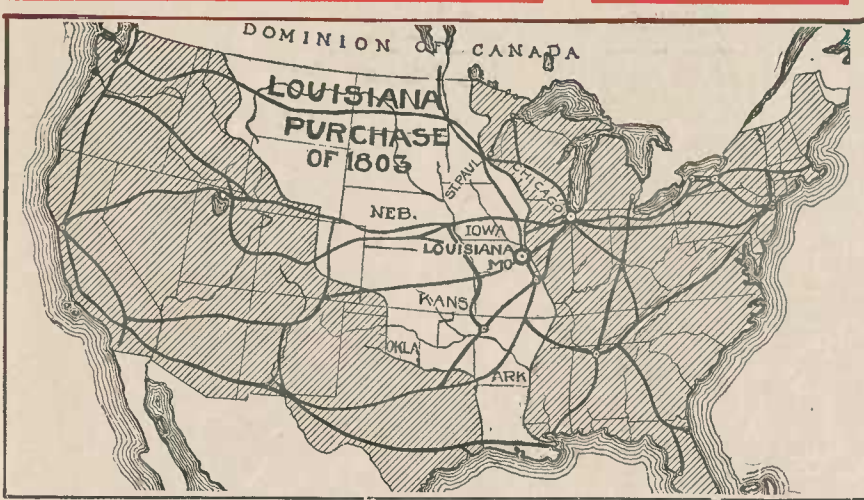 DOMINION OF CANADA
LOUISIANA
PURCHASE
OF 1803
ST. PAUL
CHICAGO
NEB.
IOWA
LOUISIANA
MO
KANS
OKLA
ARK